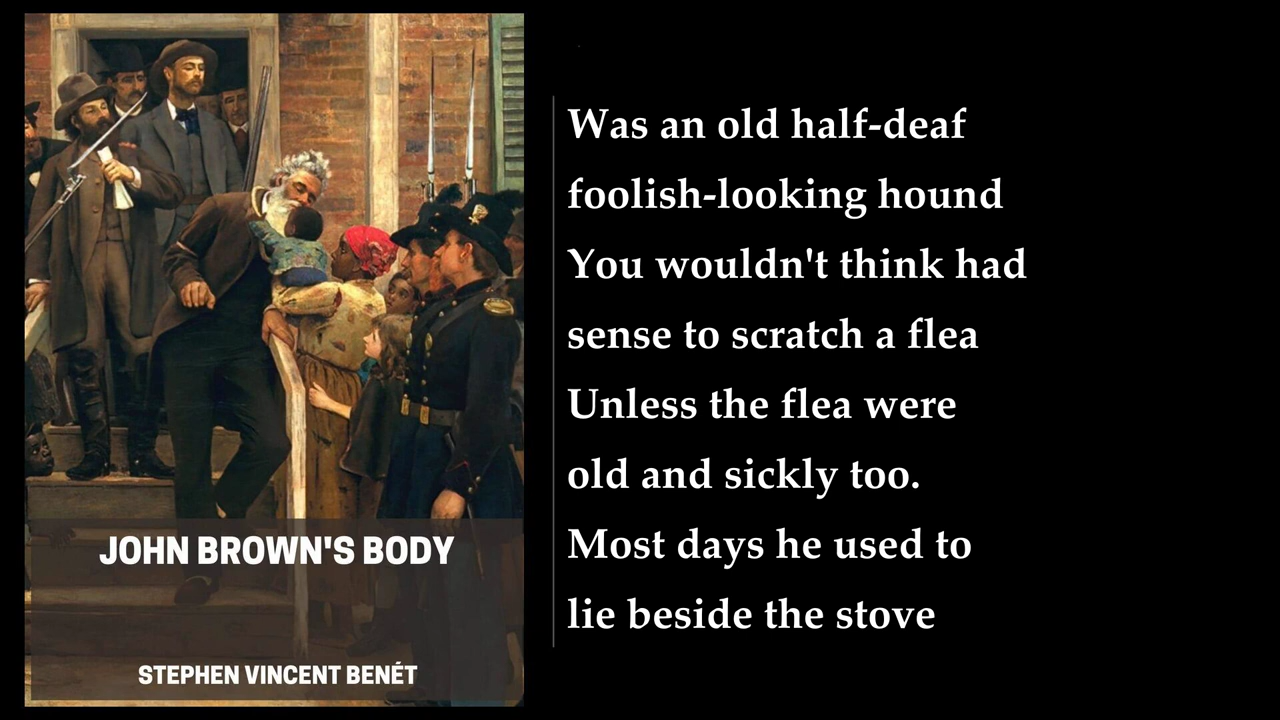 JOHN BROWN'S BODY
STEPHEN VINCENT BENÉT
Was an old half-deaf
foolish-looking hound
You wouldn't think had
sense to scratch a flea
Unless the flea were
old and sickly too.
Most days he used to
lie beside the stove